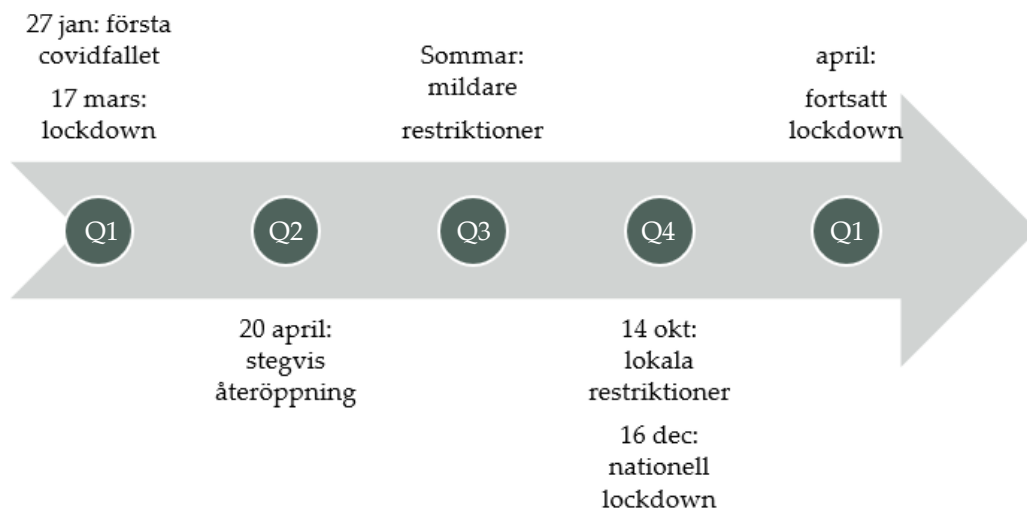 27 jan: första
covidfallet
17 mars:
lockdown
Sommar:
mildare
restriktioner
april:
fortsatt
lockdown
Q1
Q2
Q3
Q4
Q1
20 april:
stegvis
återöppning
14 okt:
lokala
restriktioner
16 dec:
nationell
lockdown